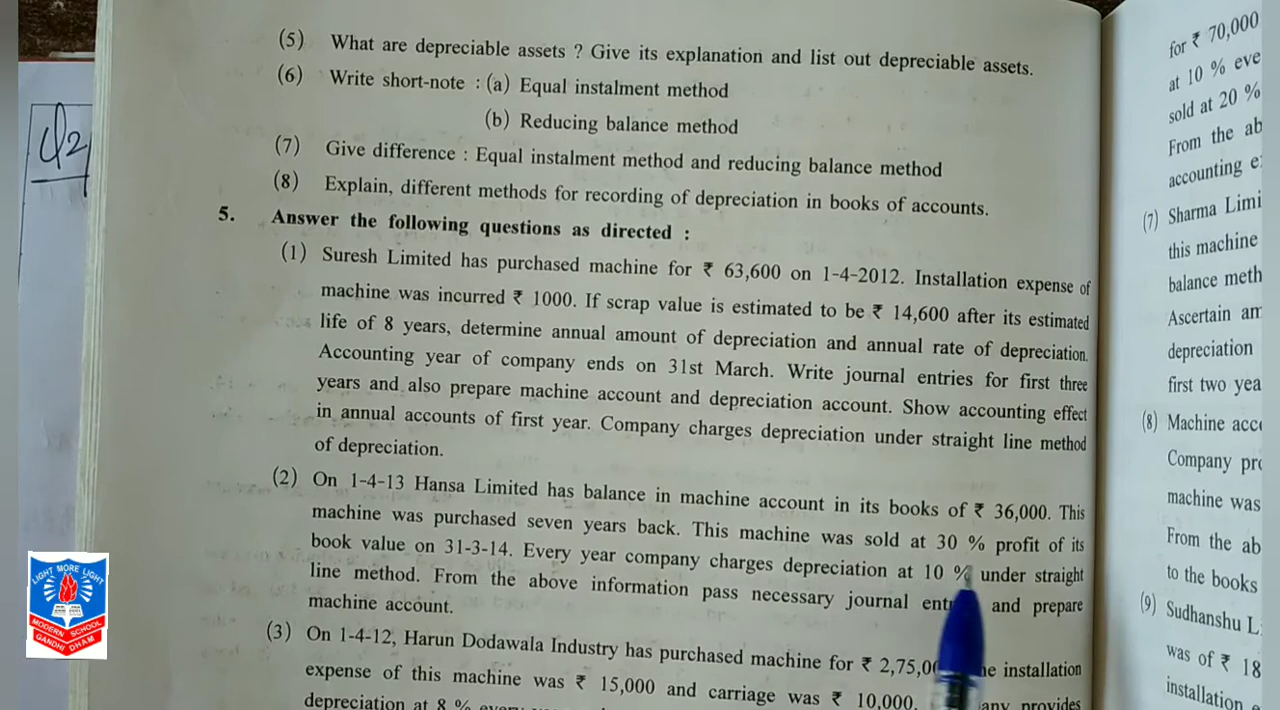 (5) What are depreciable assets ? Give its explanation and list out depreciable assets.
(6) Write short-note : (a) Equal instalment method
(b) Reducing balance method
(7) Give difference : Equal instalment method and reducing balance method
(8) Explain, different methods for recording of depreciation in books of accounts.
5. Answer the following questions as directed :
(1) Suresh Limited has purchased machine for ₹ 63,600 on 1-4-2012. Installation expense of
machine was incurred ₹ 1000. If scrap value is estimated to be ₹ 14,600 after its estimated
life of 8 years, determine annual amount of depreciation and annual rate of depreciation.
Accounting year of company ends on 31st March. Write journal entries for first three
years and also prepare machine account and depreciation account. Show accounting effect
in annual accounts of first year. Company charges depreciation under straight line method
of depreciation.
(2) On 1-4-13 Hansa Limited has balance in machine account in its books of ₹ 36,000. This
machine was purchased seven years back. This machine was sold at 30 % profit of its
book value on 31-3-14. Every year company charges depreciation at 10 % under straight
line method. From the above information pass necessary journal and prepare
machine account.
(3) On 1-4-12, Harun Dodawala Industry has purchased machine for ₹ installation
expense of this machine was ₹ 15,000 and carriage was ₹ 10,000. provides
depreciation at 8 %
Q2
LIGHT MORE LIGHT
MODERN SCHOOL
GANDHIDHAM
for ₹ 70,000
at 10 %
sold at 20 %
From the
accounting
(7) Sharma
this machine
balance
Ascertain
depreciation
first two
(8) Machine
Company
machine was
From the
to the books
(9) Sudhanshu
was of ₹
installation